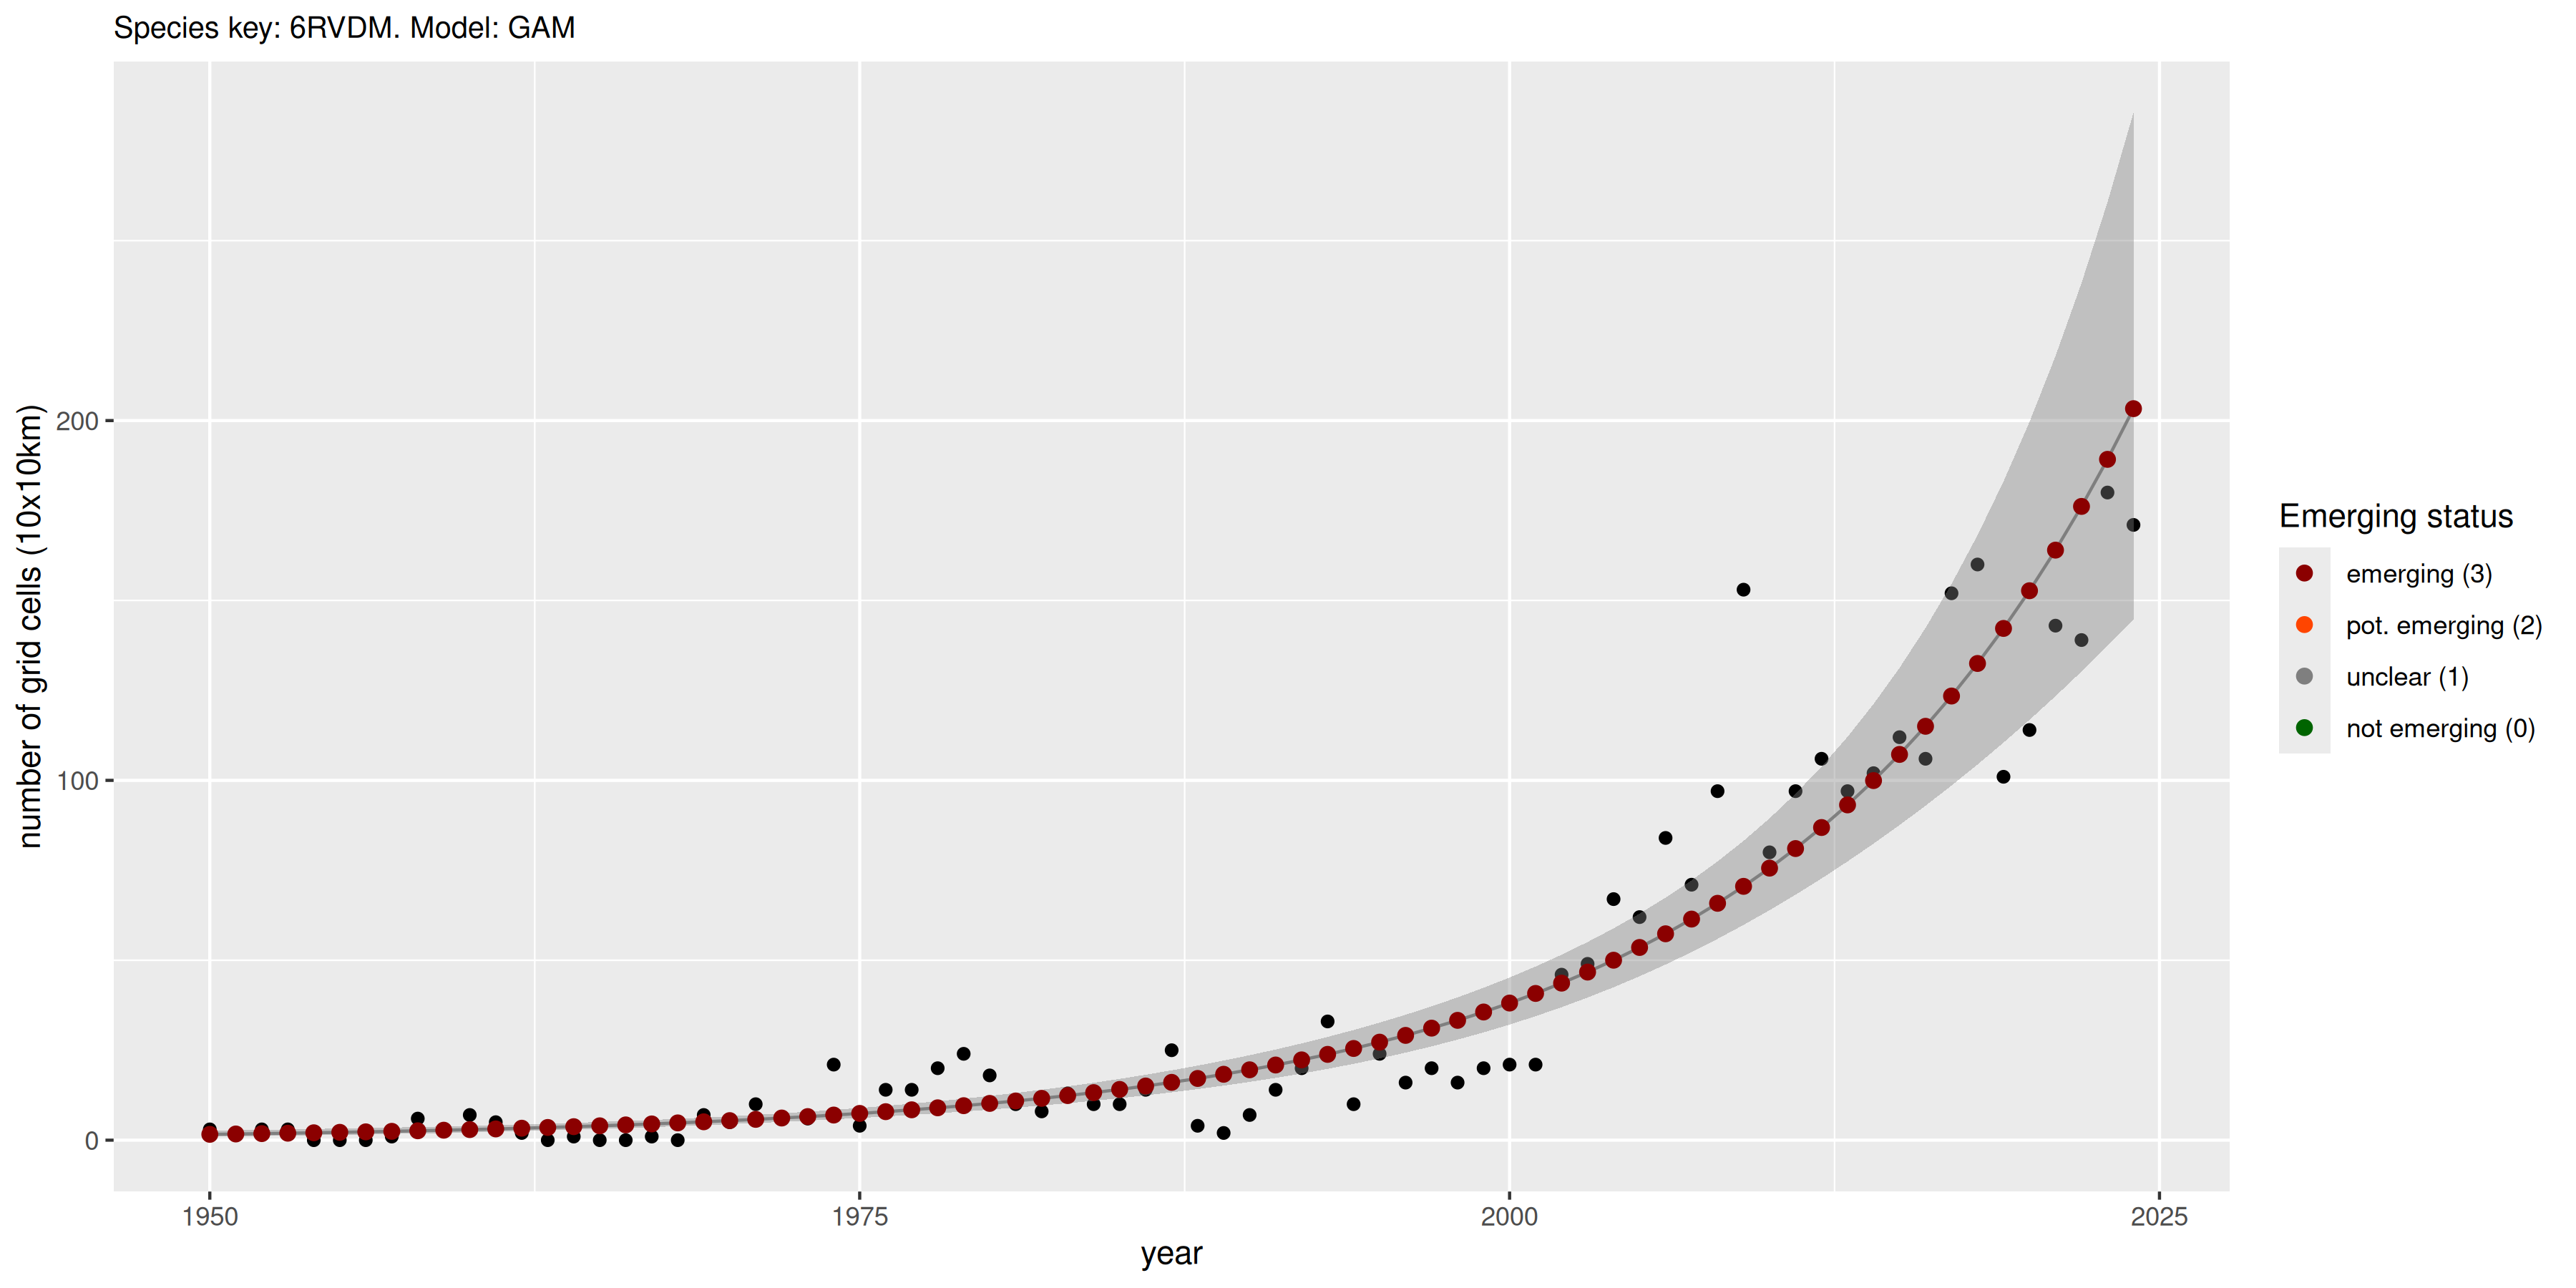 Species key: 6RVDM. Model: GAM
number of grid cells (10x10km)
200
100
0
1950
1975
2000
2025
year
Emerging status
emerging (3)
pot. emerging (2)
unclear (1)
not emerging (0)